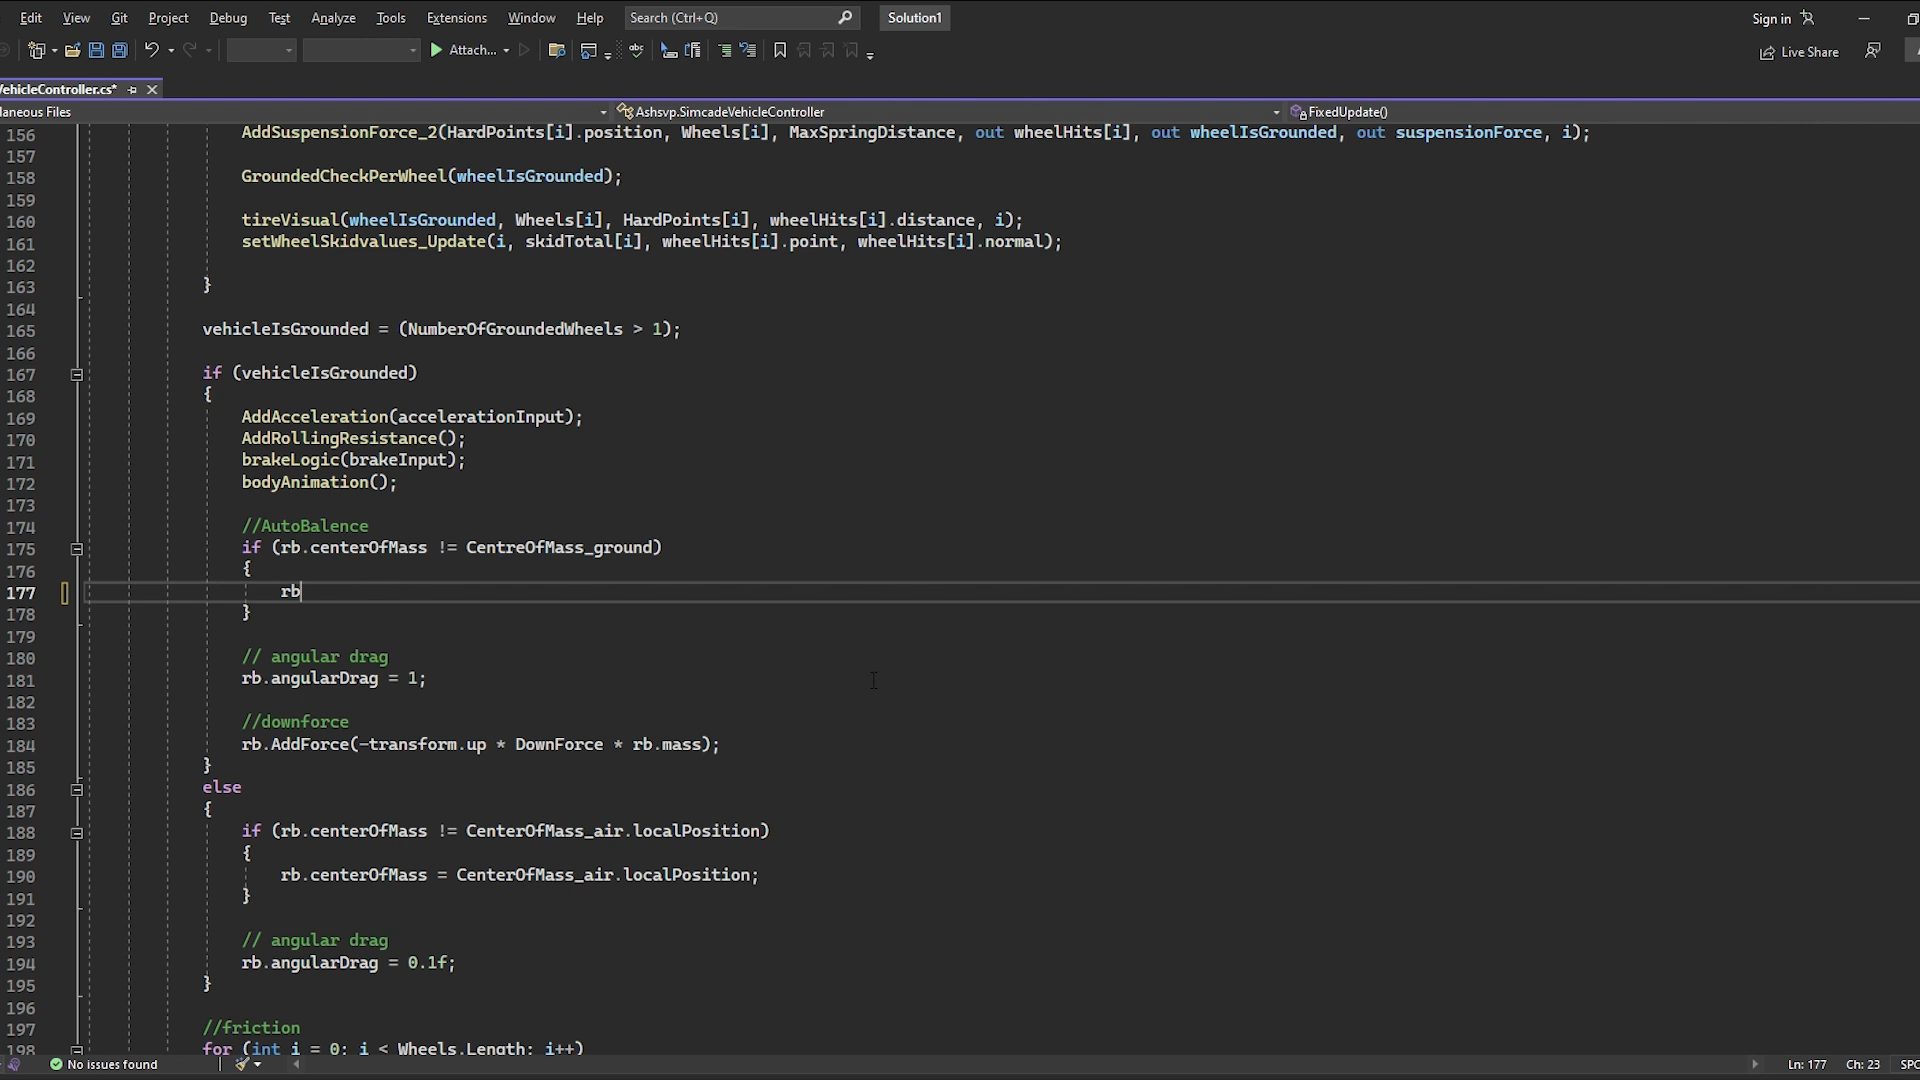 Edit View Git Project Debug Test Analyze Tools Extensions Window Help Search (Ctrl+Q) Solution1 Sign in
Attach... Live Share
VehicleController.cs*
laneous Files Ashsvp.SimcadeVehicleController FixedUpdate()
156 AddSuspensionForce_2(HardPoints[i].position, Wheels[i], MaxSpringDistance, out wheelHits[i], out wheelIsGrounded, out suspensionForce, i);
157
158 GroundedCheckPerWheel(wheelIsGrounded);
159
160 tireVisual(wheelIsGrounded, Wheels[i], HardPoints[i], wheelHits[i].distance, i);
161 setWheelSkidvalues_Update(i, skidTotal[i], wheelHits[i].point, wheelHits[i].normal);
162
163 }
164
165 vehicleIsGrounded = (NumberOfGroundedWheels > 1);
166
167 if (vehicleIsGrounded)
168 {
169 AddAcceleration(accelerationInput);
170 AddRollingResistance();
171 brakeLogic(brakeInput);
172 bodyAnimation();
173
174 //AutoBalence
175 if (rb.centerOfMass != CentreOfMass_ground)
176 {
177 rb
178 }
179
180 // angular drag
181 rb.angularDrag = 1;
182
183 //downforce
184 rb.AddForce(-transform.up * DownForce * rb.mass);
185 }
186 else
187 {
188 if (rb.centerOfMass != CenterOfMass_air.localPosition)
189 {
190 rb.centerOfMass = CenterOfMass_air.localPosition;
191 }
192
193 // angular drag
194 rb.angularDrag = 0.1f;
195 }
196
197 //friction
198 for (int i = 0; i < Wheels.Length; i++)
No issues found Ln: 177 Ch: 23 SPC